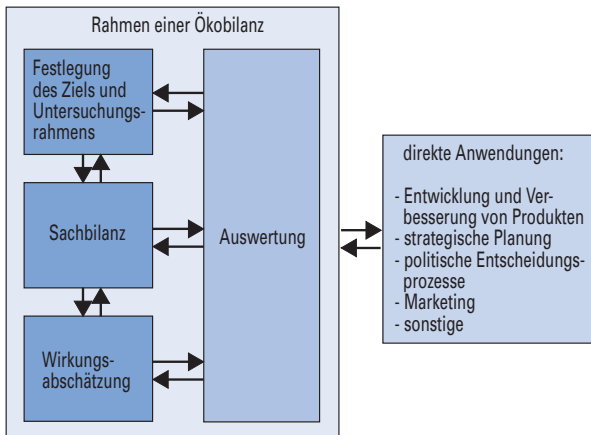 Rahmen einer Ökobilanz
Festlegung
des Ziels und
Untersuchungs-
rahmens
Sachbilanz
Wirkungs-
abschätzung
Auswertung
direkte Anwendungen:
- Entwicklung und Ver-
besserung von Produkten
- strategische Planung
- politische Entscheidungs-
prozesse
- Marketing
- sonstige